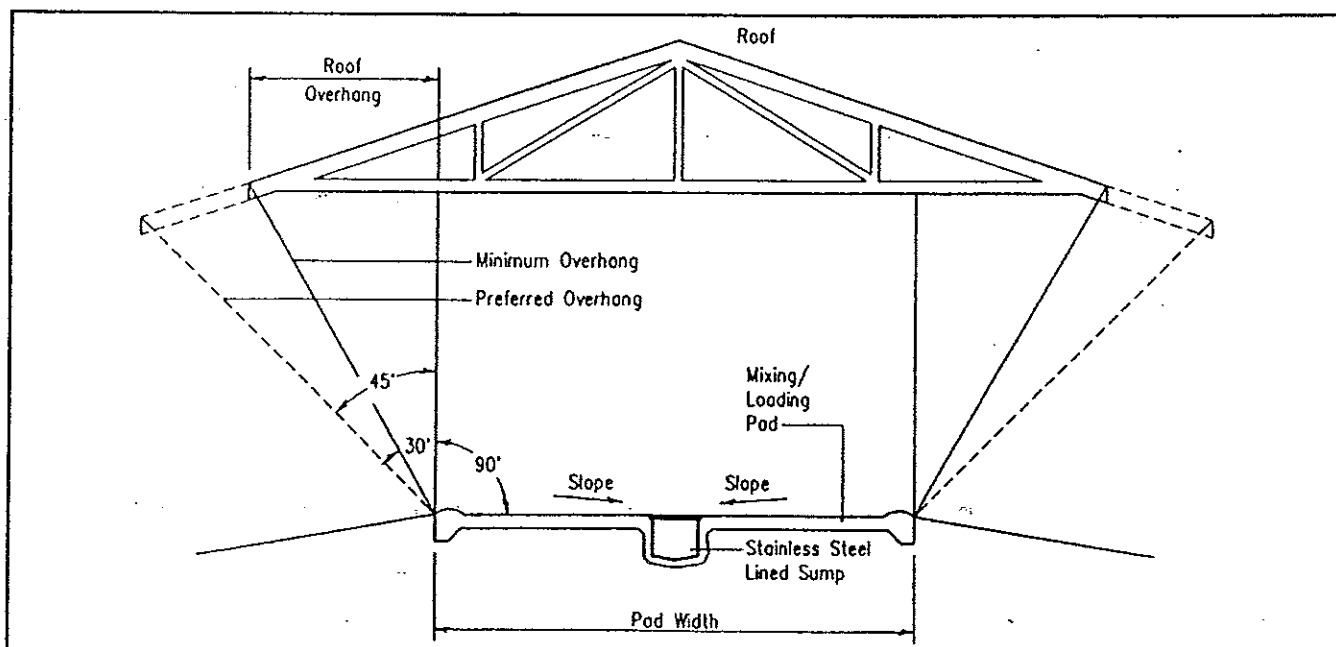 Roof
Roof
Overhang
Minimum Overhang
Preferred Overhang
45°
30°
90°
Mixing/
Loading
Pad
Slope
Slope
Stainless Steel
Lined Sump
Pad Width